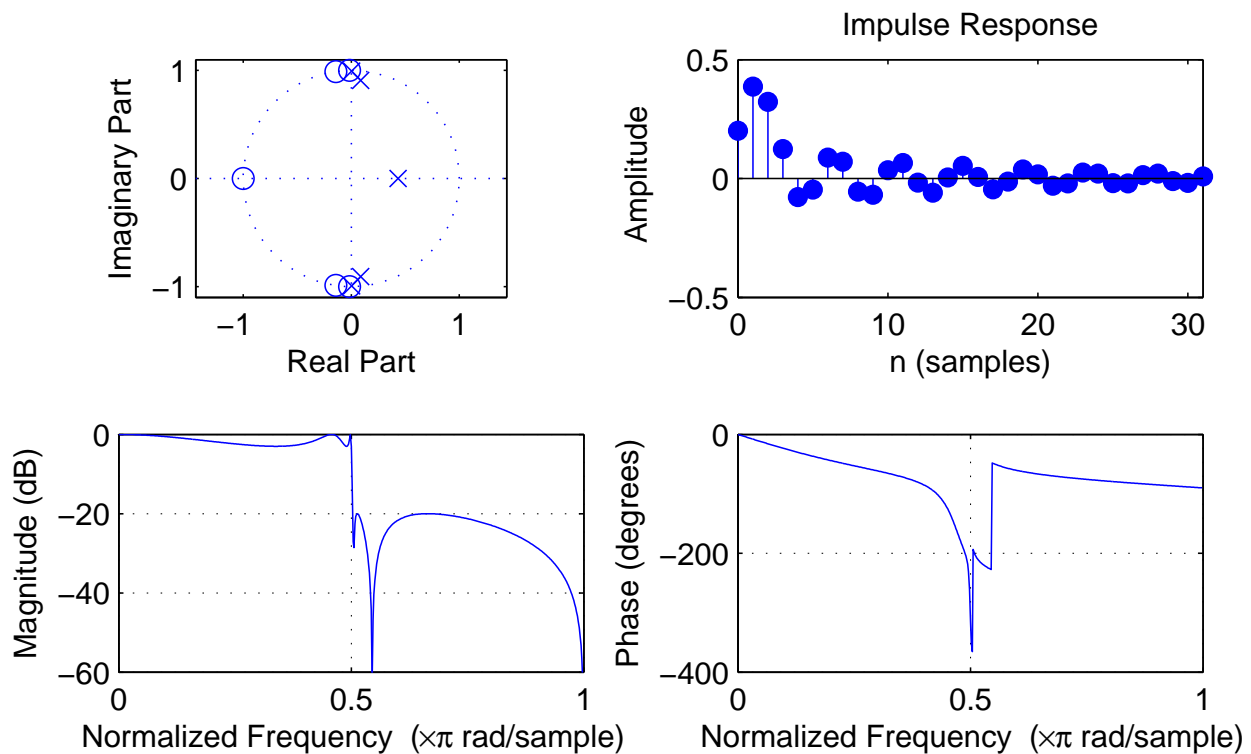 1
0
−1
Imaginary Part
−1
0
1
Real Part
Impulse Response
0.5
0
−0.5
Amplitude
0
10
20
30
n (samples)
0
−20
−40
−60
Magnitude (dB)
0
0.5
1
Normalized Frequency (×π rad/sample)
0
−200
−400
Phase (degrees)
0
0.5
1
Normalized Frequency (×π rad/sample)